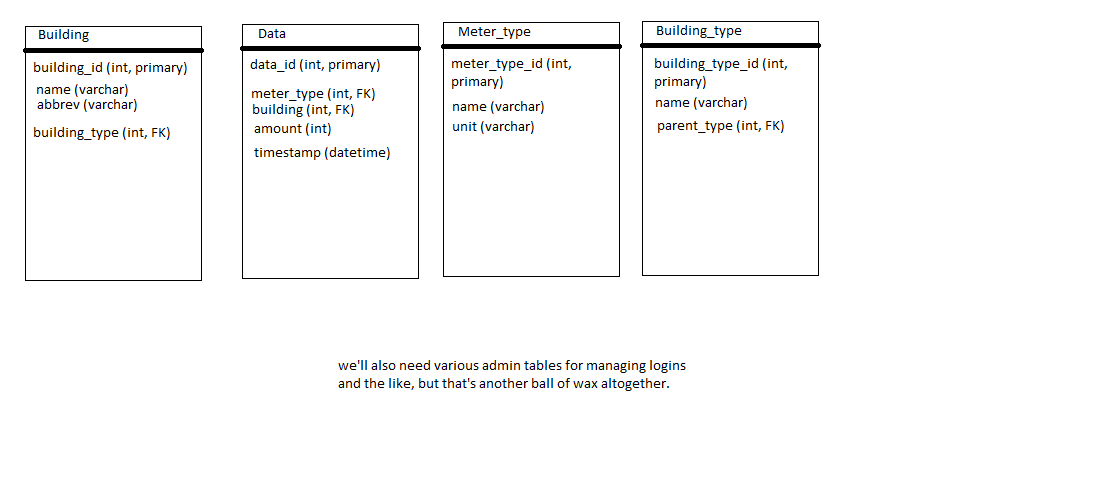 Building
building_id (int, primary)
name (varchar)
abbrev (varchar)
building_type (int, FK)
Data
data_id (int, primary)
meter_type (int, FK)
building (int, FK)
amount (int)
timestamp (datetime)
Meter_type
meter_type_id (int,
primary)
name (varchar)
unit (varchar)
Building_type
building_type_id (int,
primary)
name (varchar)
parent_type (int, FK)
we'll also need various admin tables for managing logins
and the like, but that's another ball of wax altogether.